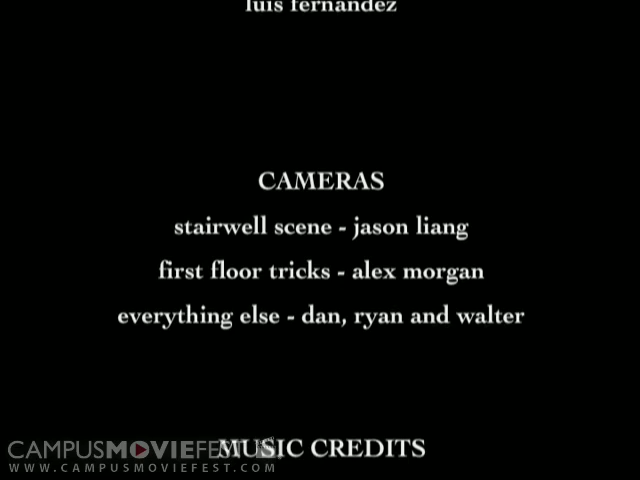 luis fernandez
CAMERAS
stairwell scene - jason liang
first floor tricks - alex morgan
everything else - dan, ryan and walter
MUSIC CREDITS
CAMPUSMOVIEFEST
WWW.CAMPUSMOVIEFEST.COM